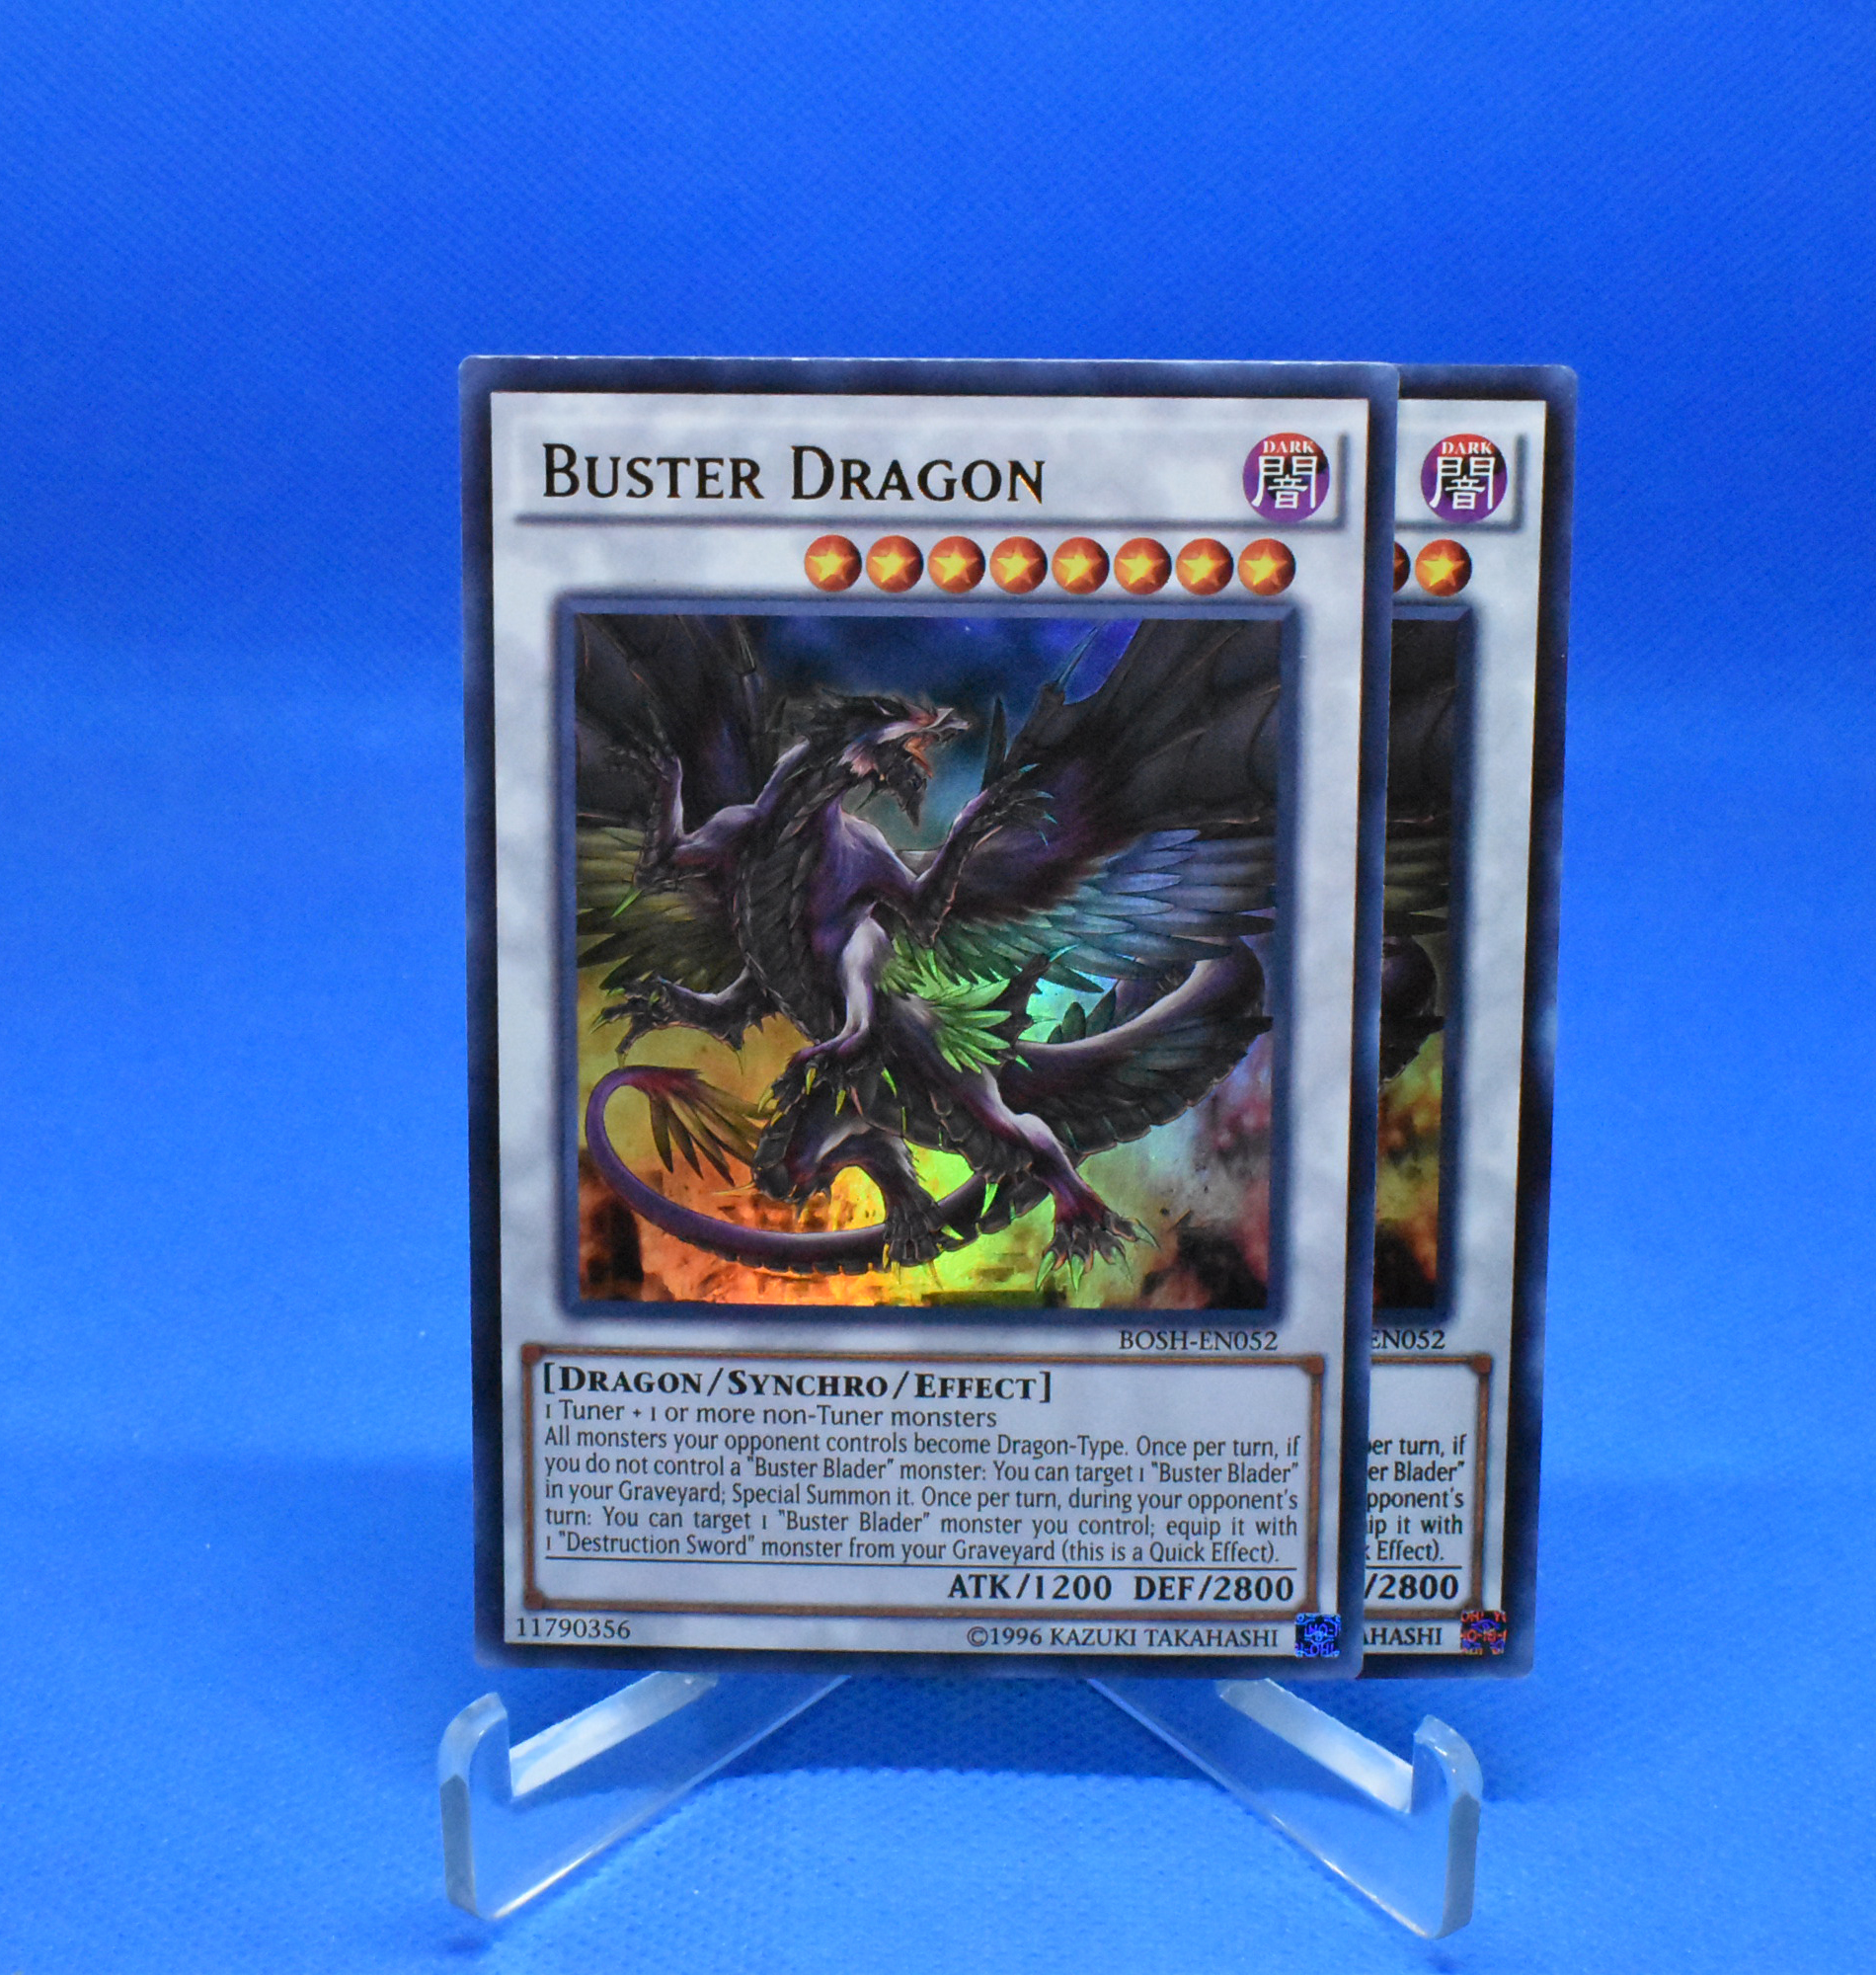 BUSTER DRAGON
DARK
闇
DARK
闇
BOSH-EN052
EN052
[DRAGON/SYNCHRO/EFFECT]
1 Tuner + 1 or more non-Tuner monsters
All monsters your opponent controls become Dragon-Type. Once per turn, if
you do not control a "Buster Blader" monster: You can target 1 "Buster Blader"
in your Graveyard; Special Summon it. Once per turn, during your opponent's
turn: You can target 1 "Buster Blader" monster you control; equip it with
1 "Destruction Sword" monster from your Graveyard (this is a Quick Effect).
ATK/1200 DEF/2800
11790356
©1996 KAZUKI TAKAHASHI
er turn, if
er Blader"
pponent's
ip it with
Effect).
/2800
AHASHI